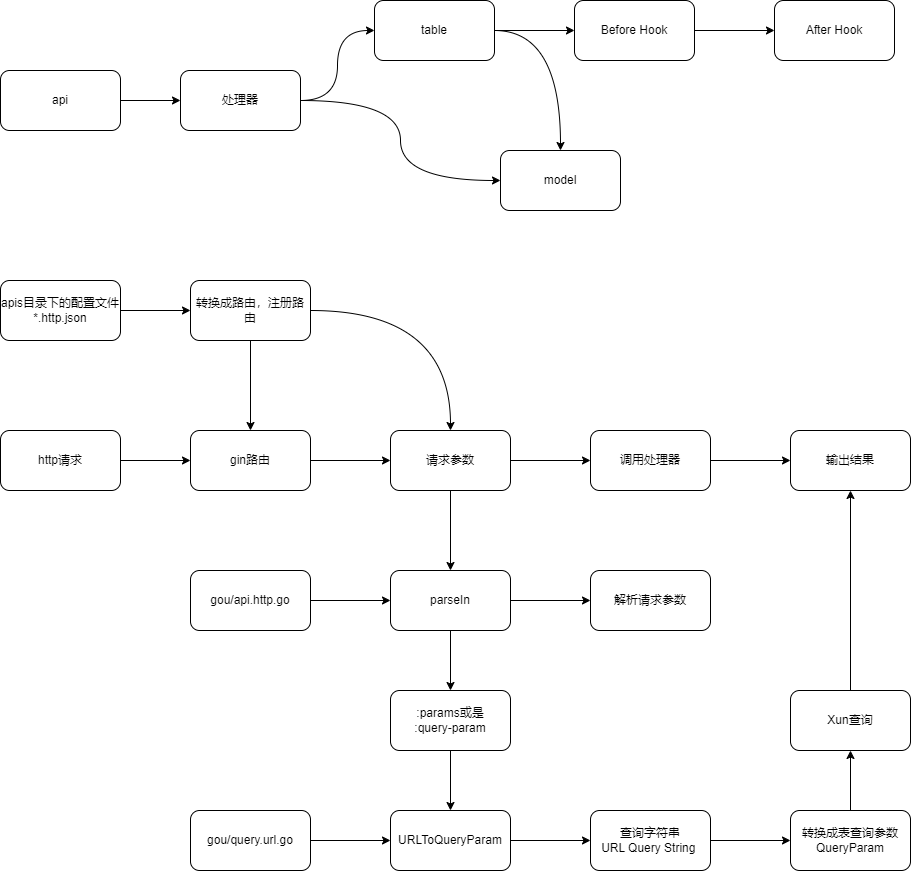 table
Before Hook
After Hook
api
处理器
model
apis目录下的配置文件
*.http.json
转换成路由，注册路
由
http请求
gin路由
请求参数
调用处理器
输出结果
gou/api.http.go
parseIn
解析请求参数
:params或是
:query-param
Xun查询
gou/query.url.go
URLToQueryParam
查询字符串
URL Query String
转换成表查询参数
QueryParam